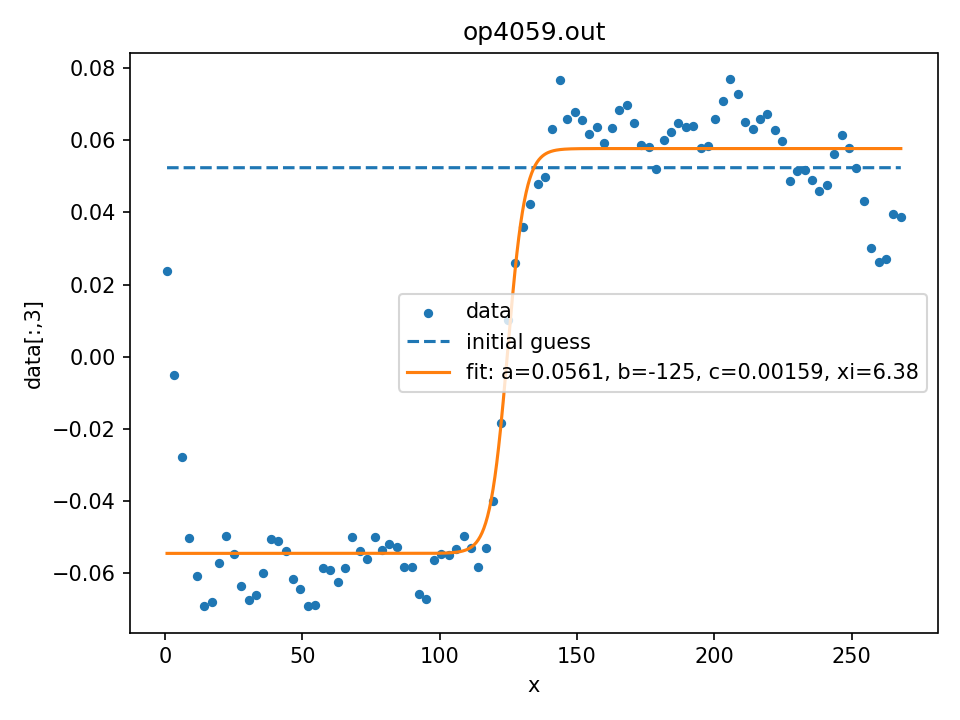 op4059.out
0.08
0.06
0.04
0.02
0.00
−0.02
−0.04
−0.06
data[:,3]
data
initial guess
fit: a=0.0561, b=-125, c=0.00159, xi=6.38
0 50 100 150 200 250
x